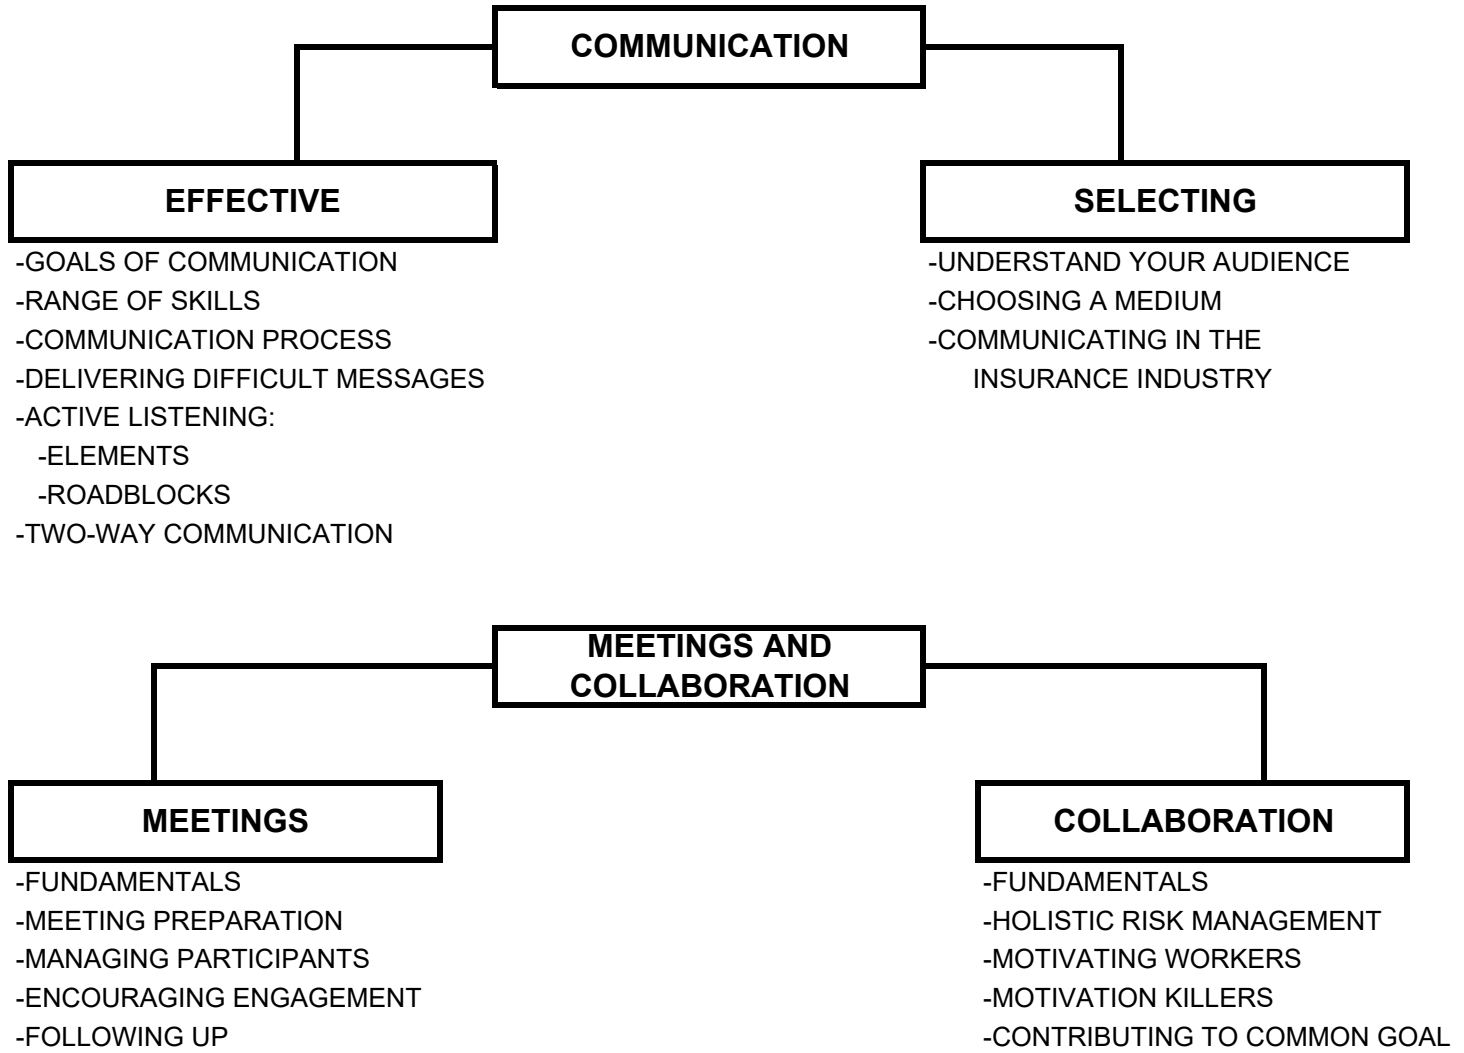 COMMUNICATION
EFFECTIVE
-GOALS OF COMMUNICATION
-RANGE OF SKILLS
-COMMUNICATION PROCESS
-DELIVERING DIFFICULT MESSAGES
-ACTIVE LISTENING:
-ELEMENTS
-ROADBLOCKS
-TWO-WAY COMMUNICATION
SELECTING
-UNDERSTAND YOUR AUDIENCE
-CHOOSING A MEDIUM
-COMMUNICATING IN THE
INSURANCE INDUSTRY
MEETINGS AND
COLLABORATION
MEETINGS
-FUNDAMENTALS
-MEETING PREPARATION
-MANAGING PARTICIPANTS
-ENCOURAGING ENGAGEMENT
-FOLLOWING UP
COLLABORATION
-FUNDAMENTALS
-HOLISTIC RISK MANAGEMENT
-MOTIVATING WORKERS
-MOTIVATION KILLERS
-CONTRIBUTING TO COMMON GOAL